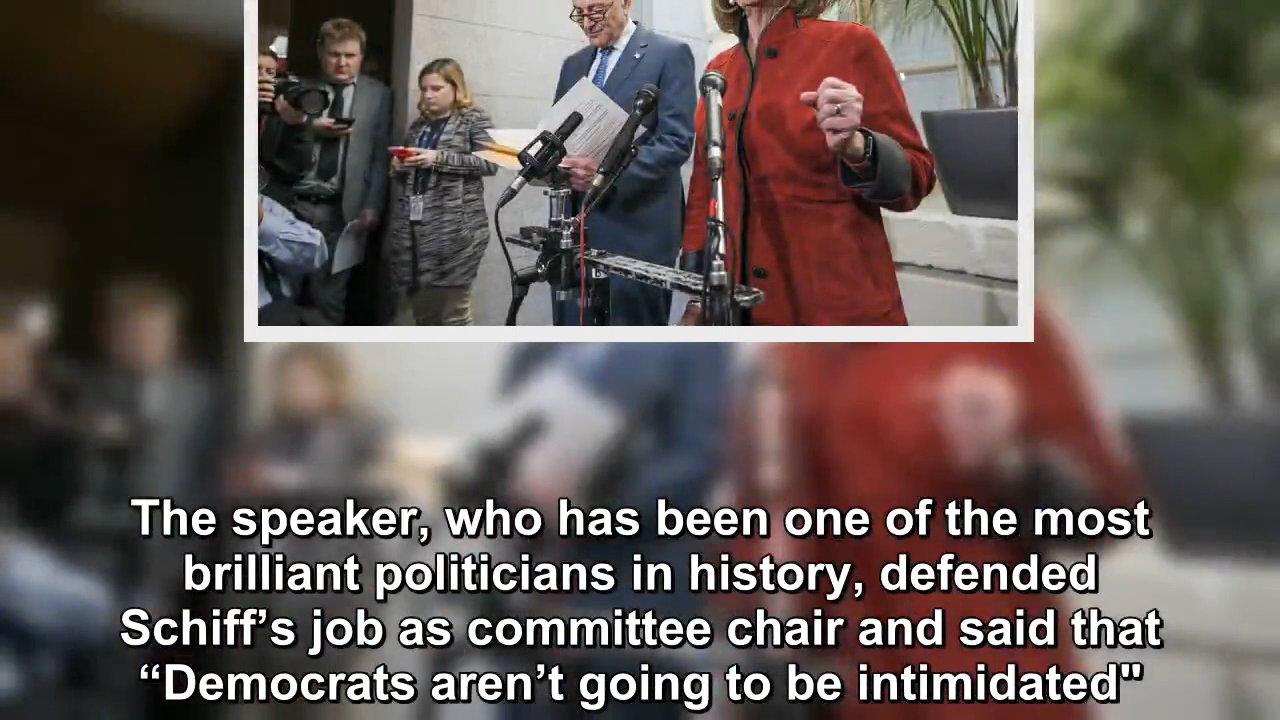 The speaker, who has been one of the most
brilliant politicians in history, defended
Schiff’s job as committee chair and said that
“Democrats aren’t going to be intimidated"